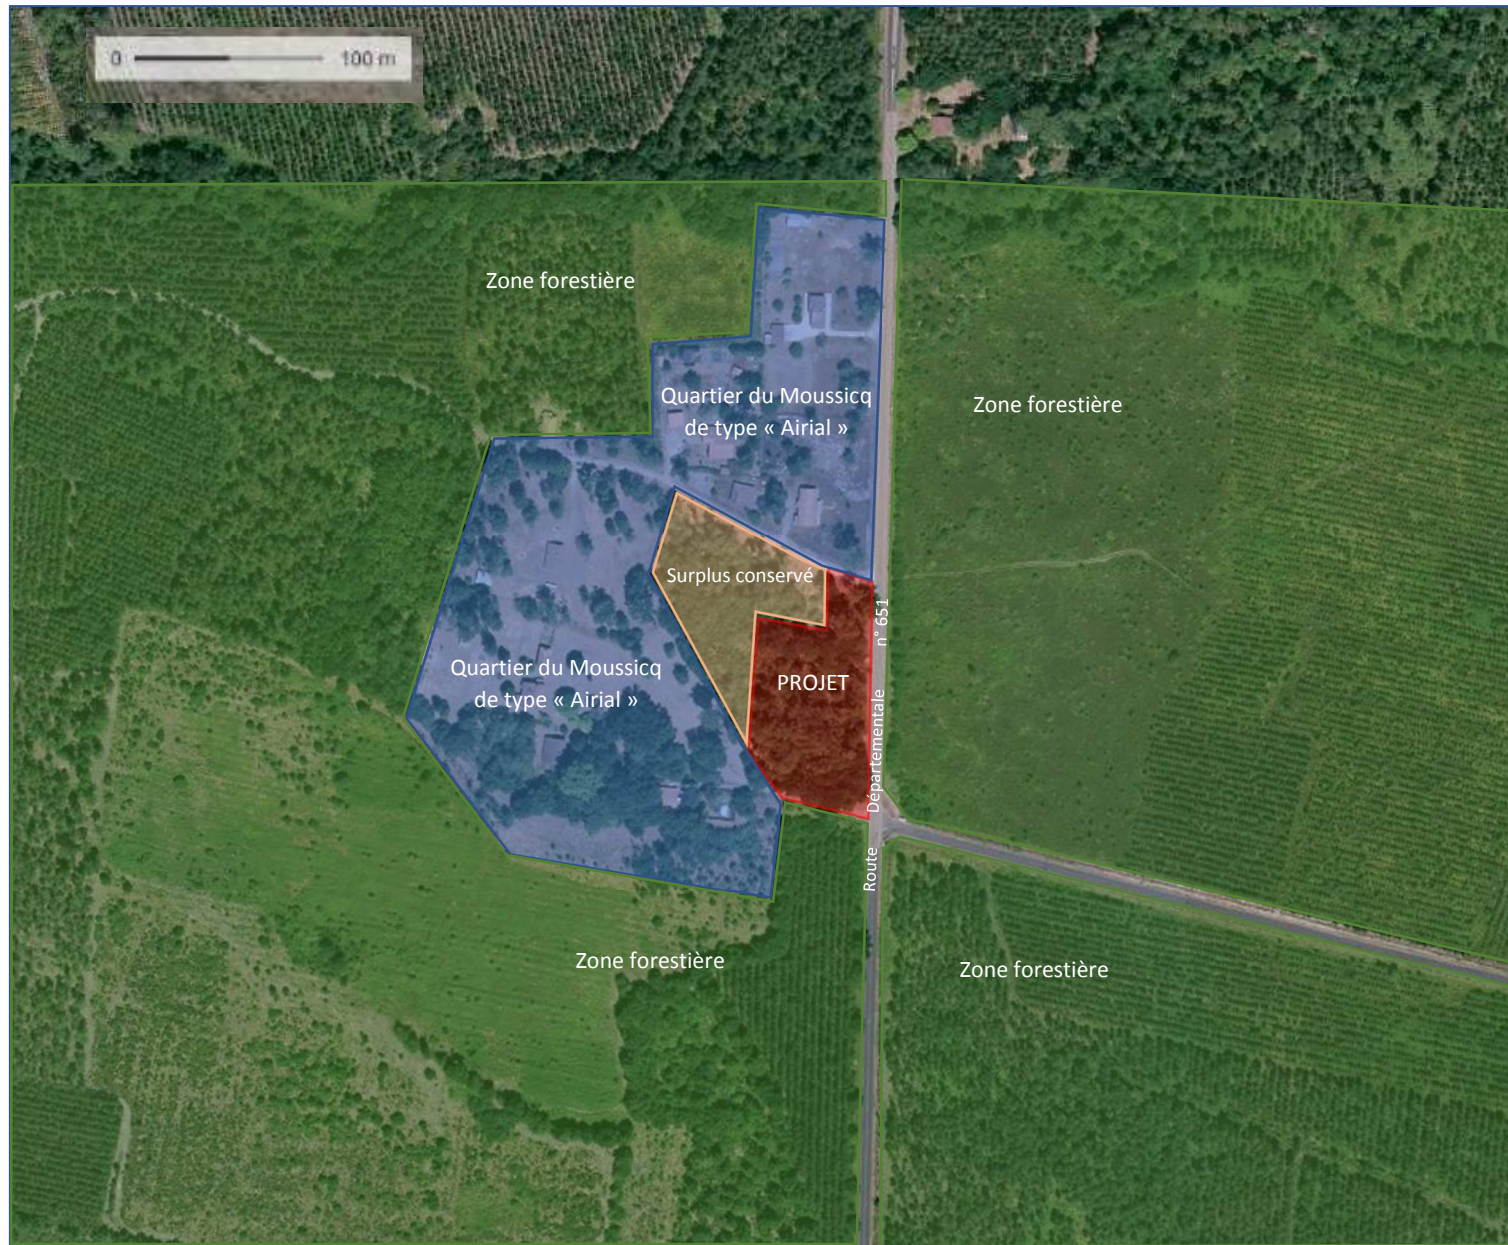 0 100 m
Zone forestière
Quartier du Moussicq
de type « Airial »
Zone forestière
Surplus conservé
Quartier du Moussicq
de type « Airial »
PROJET
Route Départementale n° 651
Zone forestière
Zone forestière